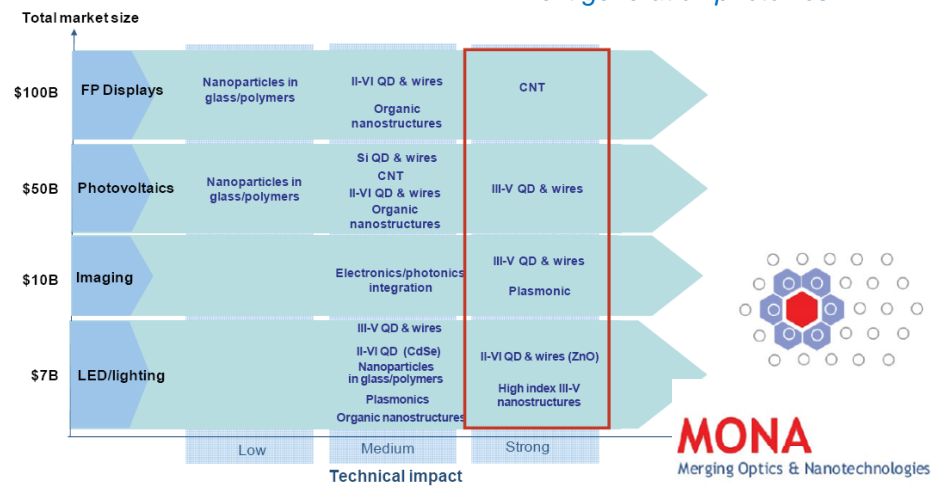 Total market size
$100B
FP Displays
Nanoparticles in
glass/polymers
II-VI QD & wires
Organic
nanostructures
CNT
$50B
Photovoltaics
Nanoparticles in
glass/polymers
Si QD & wires
CNT
II-VI QD & wires
Organic
nanostructures
III-V QD & wires
$10B
Imaging
Electronics/photonics
integration
III-V QD & wires
Plasmonic
$7B
LED/lighting
III-V QD & wires
II-VI QD (CdSe)
Nanoparticles
in glass/polymers
Plasmonics
Organic nanostructures
II-VI QD & wires (ZnO)
High index III-V
nanostructures
Low
Medium
Strong
Technical impact
MONA
Merging Optics & Nanotechnologies